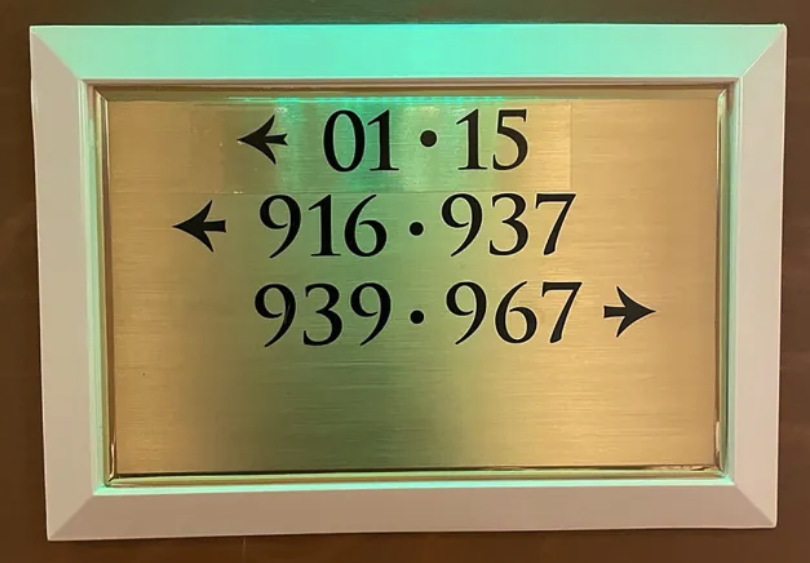 ← 01 • 15
← 916 • 937
939 • 967 →